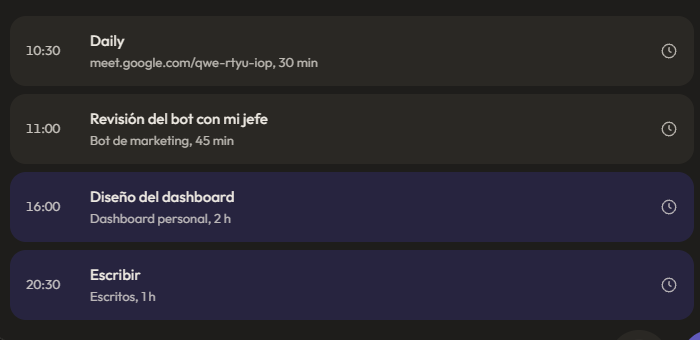 10:30
Daily
meet.google.com/qwe-rtyu-iop, 30 min
11:00
Revisión del bot con mi jefe
Bot de marketing, 45 min
16:00
Diseño del dashboard
Dashboard personal, 2 h
20:30
Escribir
Escritos, 1 h